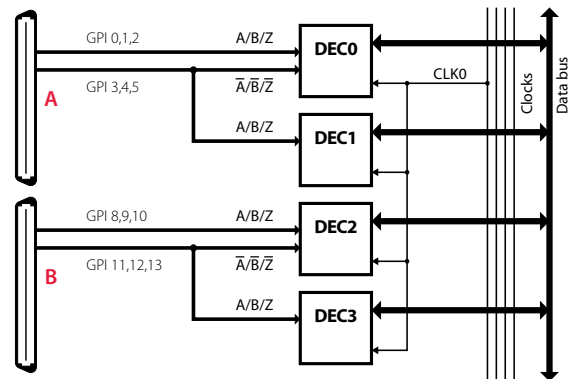 GPI 0,1,2
A/B/Z
DEC0
A
GPI 3,4,5
A̅/B̅/Z̅
CLK0
Clocks
Data bus
A/B/Z
DEC1
GPI 8,9,10
A/B/Z
DEC2
B
GPI 11,12,13
A̅/B̅/Z̅
A/B/Z
DEC3